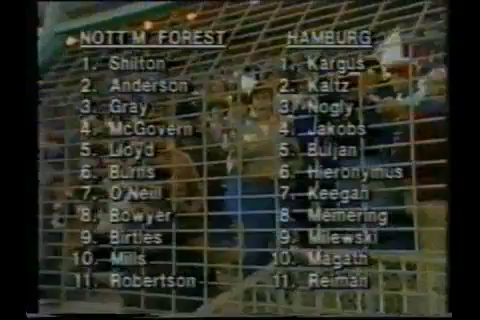 NOTT'M FOREST HAMBURG
1. Shilton 1. Kargus
2. Anderson 2. Kaltz
3. Gray 3. Nogly
4. McGovern 4. Jakobs
5. Lloyd 5. Buljan
6. Burns 6. Hieronymus
7. O'Neill 7. Keegan
8. Bowyer 8. Memering
9. Birtles 9. Milewski
10. Mills 10. Magath
11. Robertson 11. Reiman